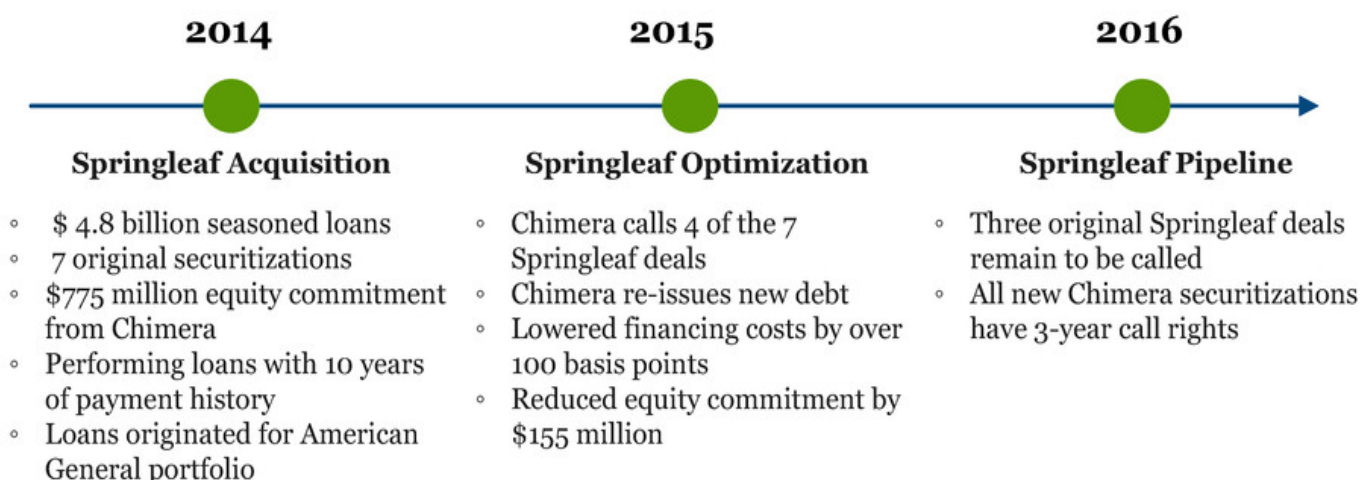 2014
Springleaf Acquisition
◦ $ 4.8 billion seasoned loans
◦ 7 original securitizations
◦ $775 million equity commitment
from Chimera
◦ Performing loans with 10 years
of payment history
◦ Loans originated for American
General portfolio
2015
Springleaf Optimization
◦ Chimera calls 4 of the 7
Springleaf deals
◦ Chimera re-issues new debt
◦ Lowered financing costs by over
100 basis points
◦ Reduced equity commitment by
$155 million
2016
Springleaf Pipeline
◦ Three original Springleaf deals
remain to be called
◦ All new Chimera securitizations
have 3-year call rights